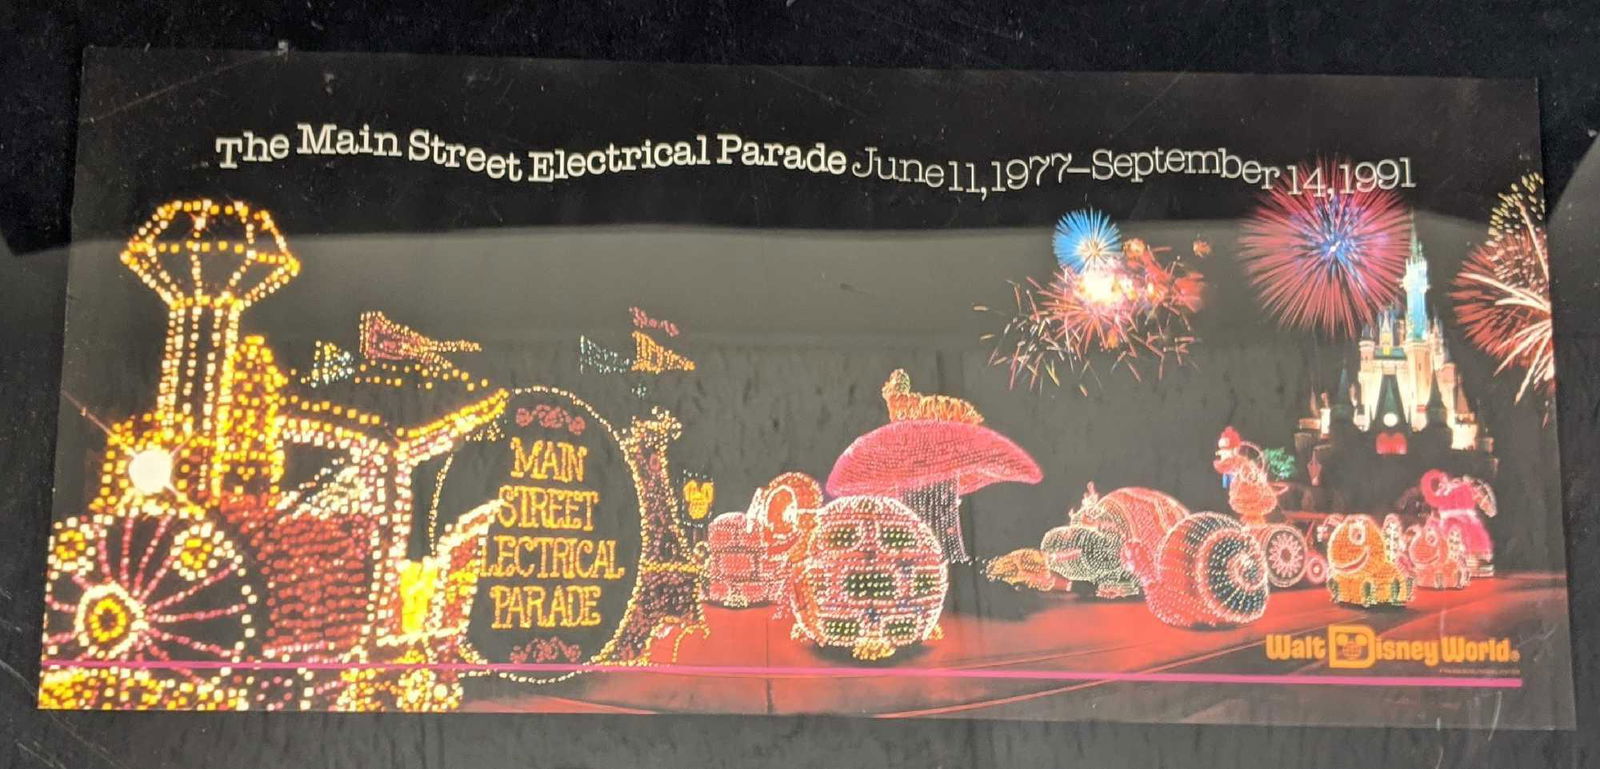 The Main Street Electrical Parade June 11, 1977–September 14, 1991
MAIN
STREET
ELECTRICAL
PARADE
Walt Disney World®